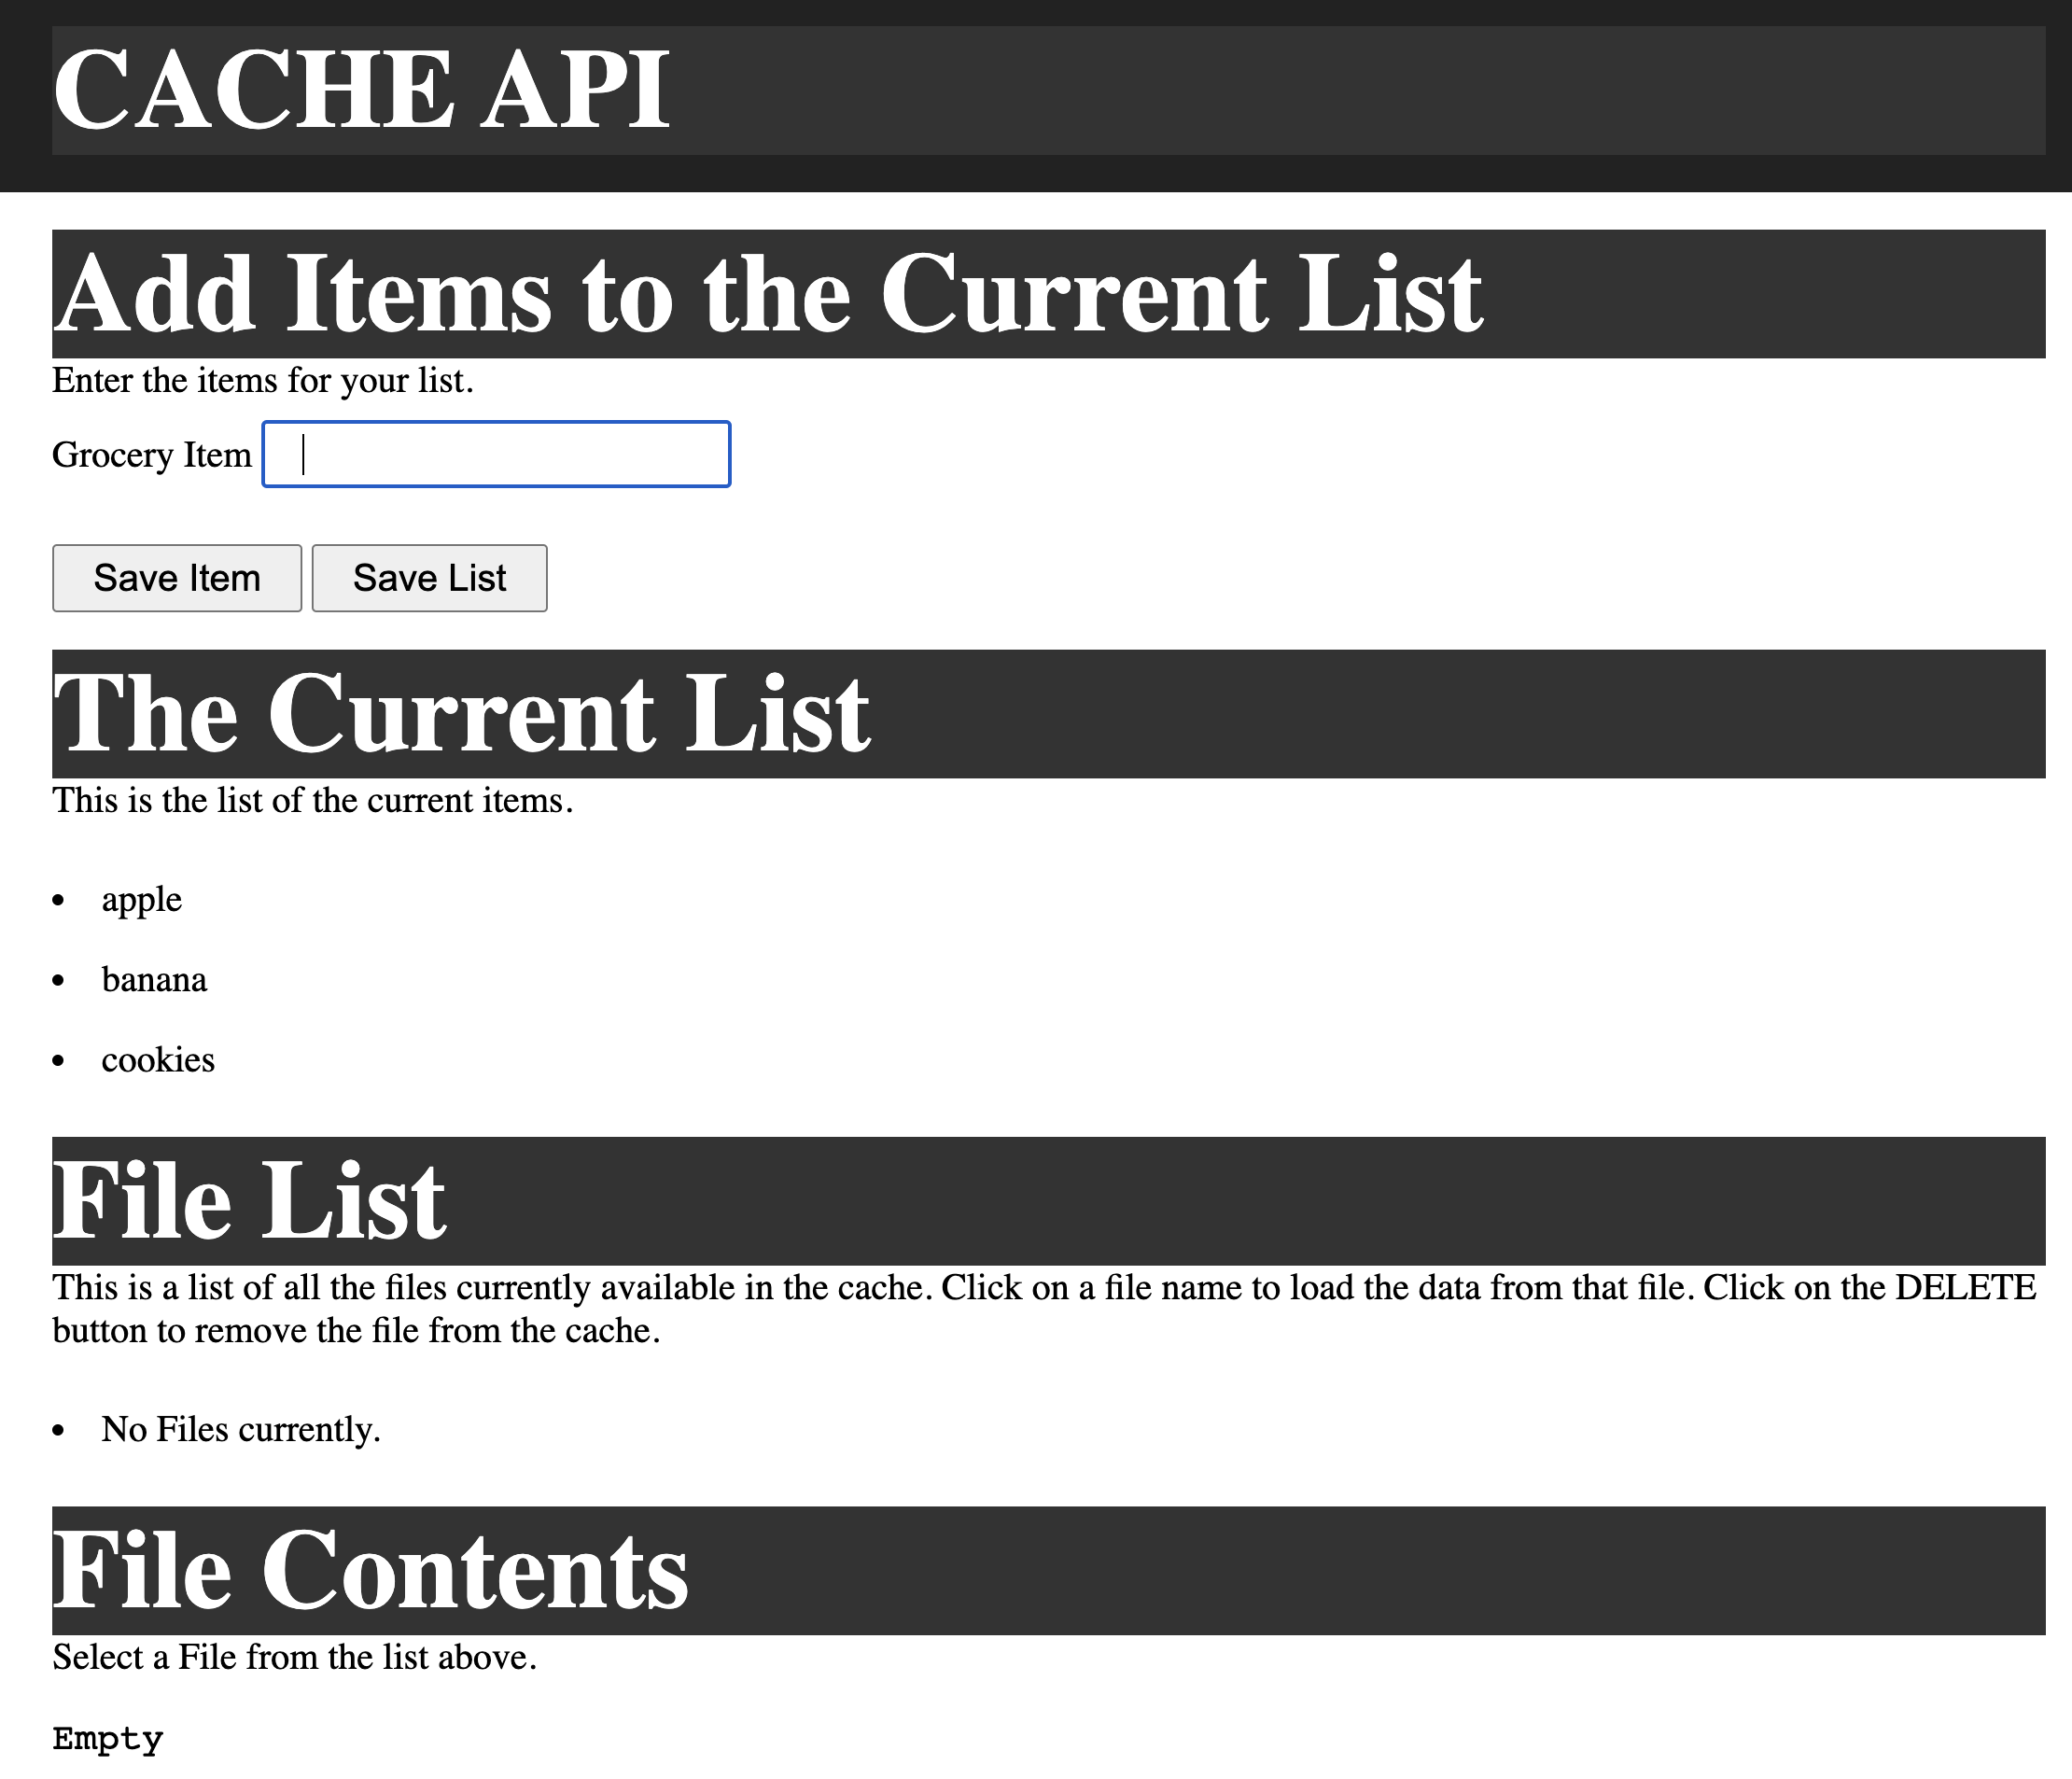 CACHE API
Add Items to the Current List
Enter the items for your list.
Grocery Item
Save Item Save List
The Current List
This is the list of the current items.
apple
banana
cookies
File List
This is a list of all the files currently available in the cache. Click on a file name to load the data from that file. Click on the DELETE
button to remove the file from the cache.
No Files currently.
File Contents
Select a File from the list above.
Empty